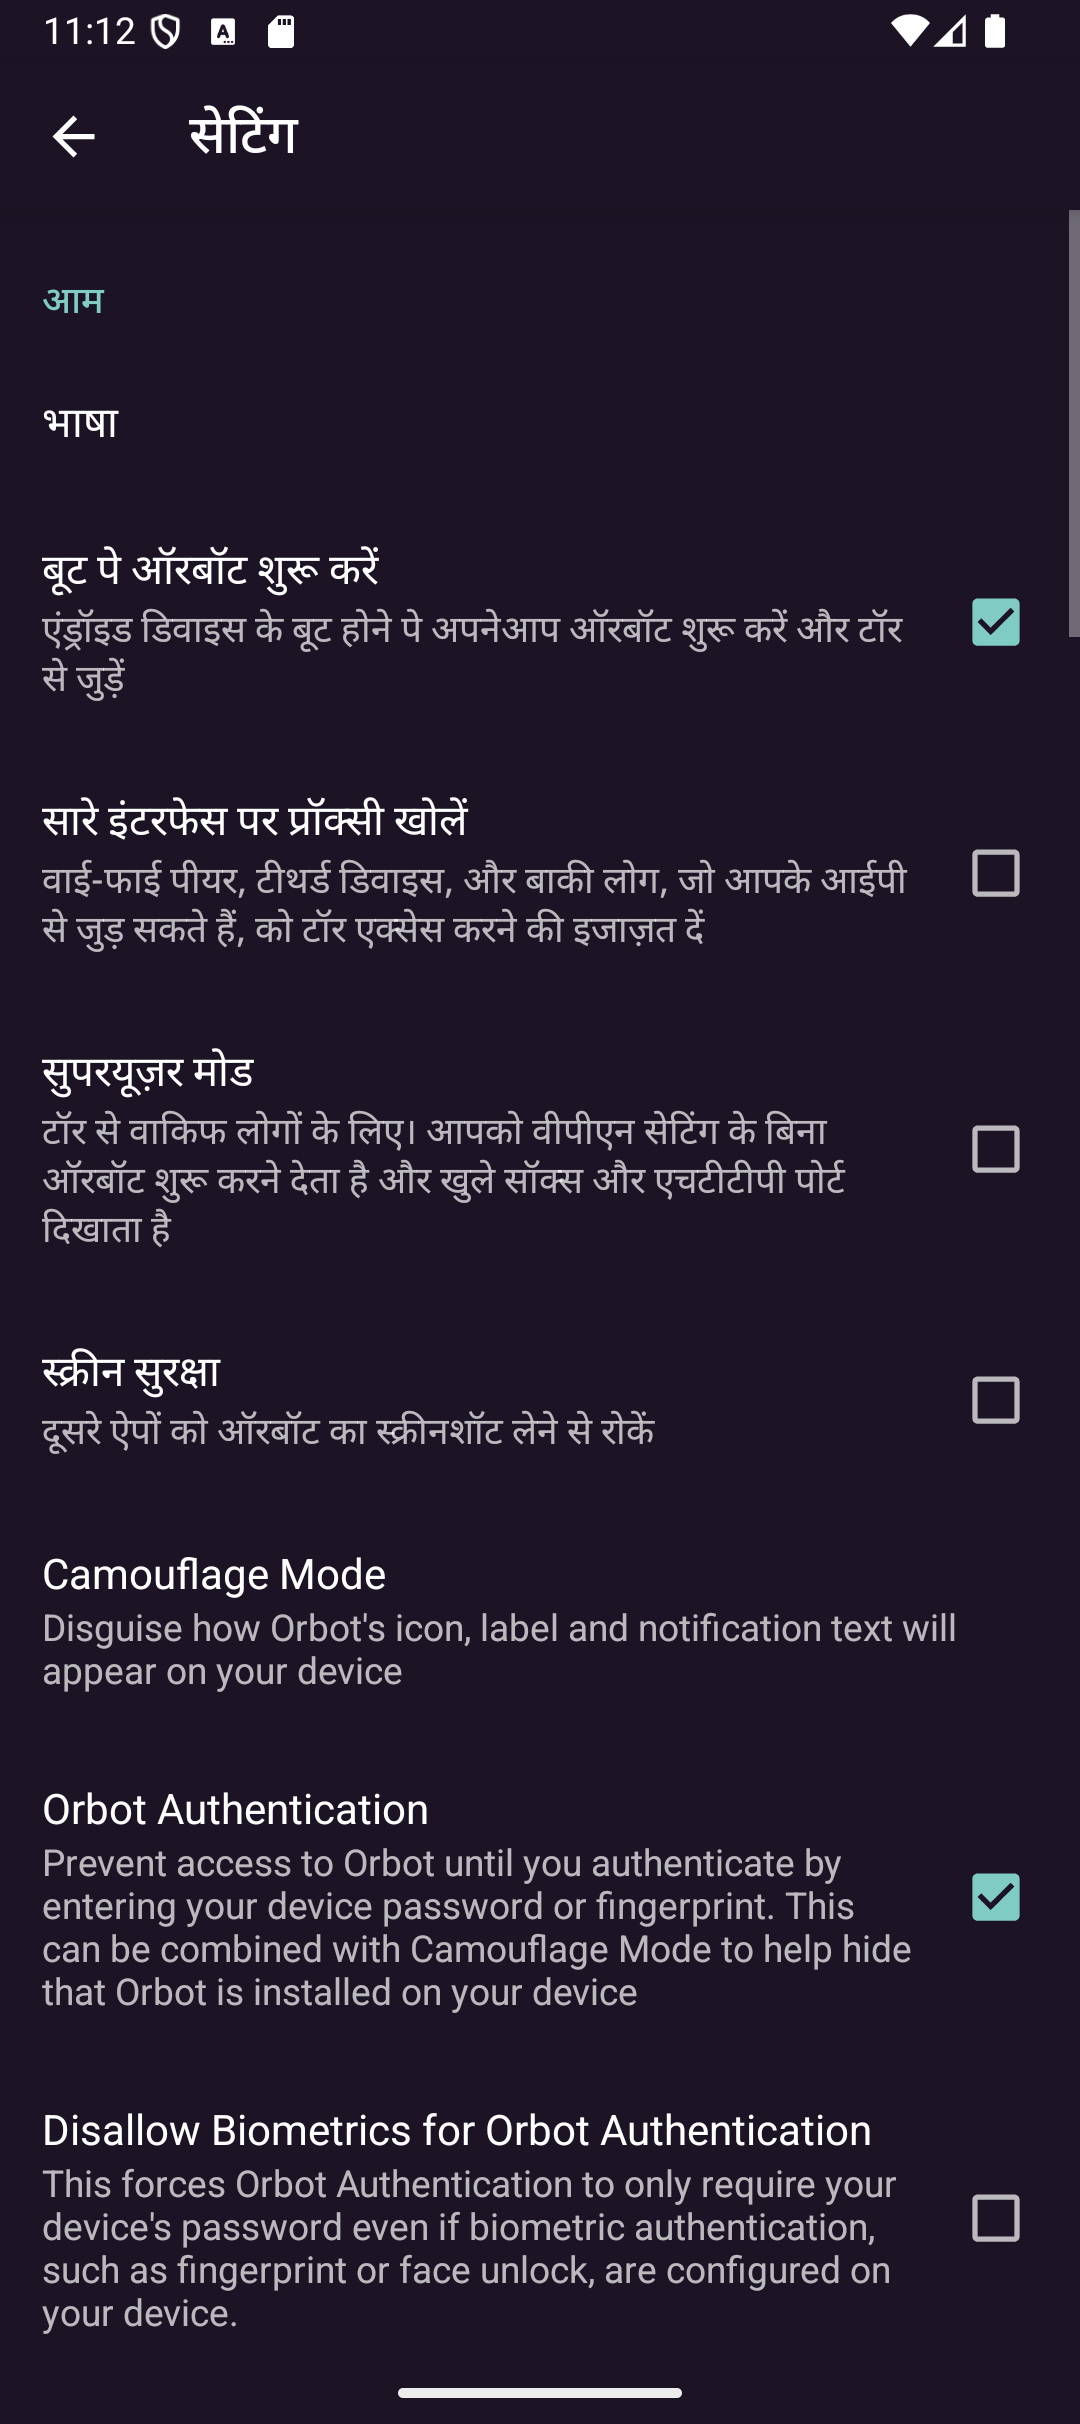 11:12
सेटिंग
आम
भाषा
बूट पे ऑरबॉट शुरू करें
एंड्रॉइड डिवाइस के बूट होने पे अपनेआप ऑरबॉट शुरू करें और टॉर
से जुड़ें
सारे इंटरफेस पर प्रॉक्सी खोलें
वाई-फाई पीयर, टीथर्ड डिवाइस, और बाकी लोग, जो आपके आईपी
से जुड़ सकते हैं, को टॉर एक्सेस करने की इजाज़त दें
सुपरयूज़र मोड
टॉर से वाकिफ लोगों के लिए। आपको वीपीएन सेटिंग के बिना
ऑरबॉट शुरू करने देता है और खुले सॉक्स और एचटीटीपी पोर्ट
दिखाता है
स्क्रीन सुरक्षा
दूसरे ऐपों को ऑरबॉट का स्क्रीनशॉट लेने से रोकें
Camouflage Mode
Disguise how Orbot's icon, label and notification text will
appear on your device
Orbot Authentication
Prevent access to Orbot until you authenticate by
entering your device password or fingerprint. This
can be combined with Camouflage Mode to help hide
that Orbot is installed on your device
Disallow Biometrics for Orbot Authentication
This forces Orbot Authentication to only require your
device's password even if biometric authentication,
such as fingerprint or face unlock, are configured on
your device.